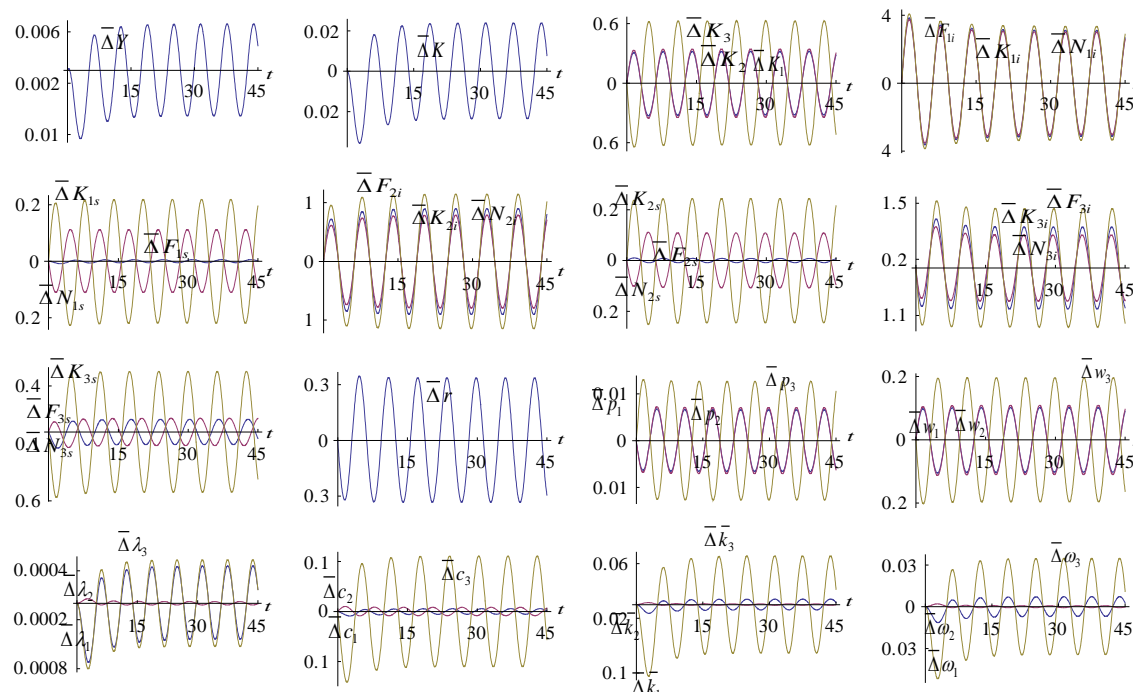 0.006 Δ̅Y t 0.002 15 30 45 0.01
0.02 Δ̅K t 15 30 45 0.02
0.6 Δ̅K₃ Δ̅K₂ Δ̅K₁ t 0 15 30 45 0.6
4 Δ̅F₁ᵢ Δ̅K₁ᵢ Δ̅N₁ᵢ t 0 15 30 45 4
Δ̅K₁ₛ 0.2 Δ̅F₁ₛ t 0 15 30 45 Δ̅N₁ₛ 0.2
Δ̅F₂ᵢ 1 Δ̅K₂ᵢ Δ̅N₂ᵢ t 0 15 30 45 1
Δ̅K₂ₛ 0.2 Δ̅F₂ₛ t 0 15 30 45 Δ̅N₂ₛ 0.2
1.5 Δ̅F₃ᵢ Δ̅K₃ᵢ Δ̅N₃ᵢ 0.2 t 15 30 45 1.1
Δ̅K₃ₛ 0.4 Δ̅F₃ₛ t 15 30 45 Δ̅N₃ₛ 0.6
0.3 Δ̅r t 0 15 30 45 0.3
Δ̅p₃ 0.01 Δ̅p₁ Δ̅p₂ t 0 15 30 45 0.01
0.2 Δ̅w₃ Δ̅w₁ Δ̅w₂ t 0 15 30 45 0.2
Δ̅λ₃ 0.0004 Δ̅λ₂ t 0.0002 15 30 45 Δ̅λ₁ 0.0008
0.1 Δ̅c₃ Δ̅c₂ t 0 15 30 45 Δ̅c₁ 0.1
0.06 Δ̅k̅₃ t 0.02 15 30 45 Δ̅k̅₂ 0.1
0.03 Δ̅ω₃ t 0 15 30 45 Δ̅ω₂ 0.03 Δ̅ω₁